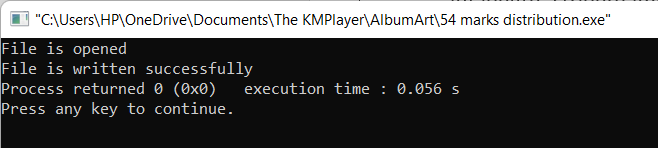 "C:\Users\HP\OneDrive\Documents\The KMPlayer\AlbumArt\54 marks distribution.exe"
File is opened
File is written successfully
Process returned 0 (0x0)   execution time : 0.056 s
Press any key to continue.